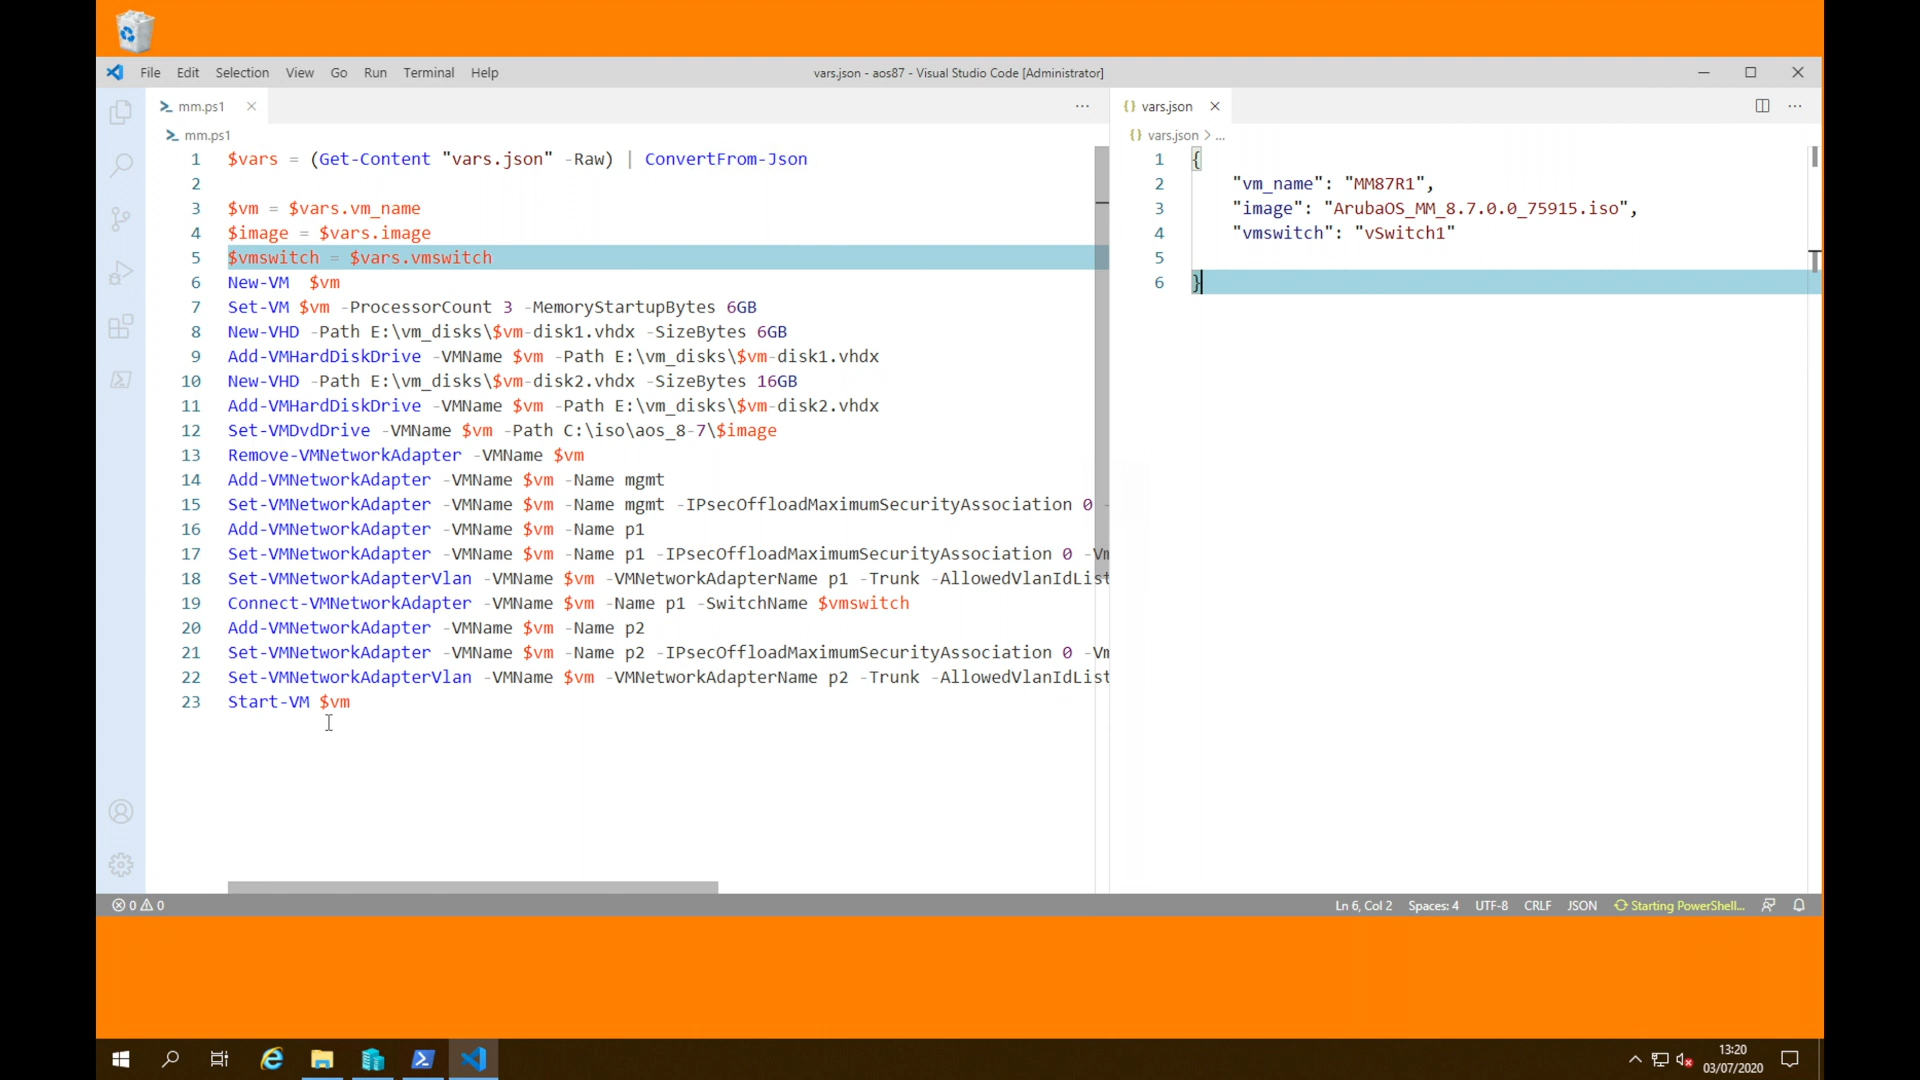 File Edit Selection View Go Run Terminal Help
vars.json - aos87 - Visual Studio Code [Administrator]
mm.ps1
mm.ps1
1 $vars = (Get-Content "vars.json" -Raw) | ConvertFrom-Json
2
3 $vm = $vars.vm_name
4 $image = $vars.image
5 $vmswitch = $vars.vmswitch
6 New-VM  $vm
7 Set-VM $vm -ProcessorCount 3 -MemoryStartupBytes 6GB
8 New-VHD -Path E:\vm_disks\$vm-disk1.vhdx -SizeBytes 6GB
9 Add-VMHardDiskDrive -VMName $vm -Path E:\vm_disks\$vm-disk1.vhdx
10 New-VHD -Path E:\vm_disks\$vm-disk2.vhdx -SizeBytes 16GB
11 Add-VMHardDiskDrive -VMName $vm -Path E:\vm_disks\$vm-disk2.vhdx
12 Set-VMDvdDrive -VMName $vm -Path C:\iso\aos_8-7\$image
13 Remove-VMNetworkAdapter -VMName $vm
14 Add-VMNetworkAdapter -VMName $vm -Name mgmt
15 Set-VMNetworkAdapter -VMName $vm -Name mgmt -IPsecOffloadMaximumSecurityAssociation 0 -
16 Add-VMNetworkAdapter -VMName $vm -Name p1
17 Set-VMNetworkAdapter -VMName $vm -Name p1 -IPsecOffloadMaximumSecurityAssociation 0 -Vm
18 Set-VMNetworkAdapterVlan -VMName $vm -VMNetworkAdapterName p1 -Trunk -AllowedVlanIdList
19 Connect-VMNetworkAdapter -VMName $vm -Name p1 -SwitchName $vmswitch
20 Add-VMNetworkAdapter -VMName $vm -Name p2
21 Set-VMNetworkAdapter -VMName $vm -Name p2 -IPsecOffloadMaximumSecurityAssociation 0 -Vm
22 Set-VMNetworkAdapterVlan -VMName $vm -VMNetworkAdapterName p2 -Trunk -AllowedVlanIdList
23 Start-VM $vm
{} vars.json
{} vars.json > ...
1 {
2 "vm_name": "MM87R1",
3 "image": "ArubaOS_MM_8.7.0.0_75915.iso",
4 "vmswitch": "vSwitch1"
5
6 }
0 0
Ln 6, Col 2 Spaces: 4 UTF-8 CRLF JSON Starting PowerShell...
13:20
03/07/2020